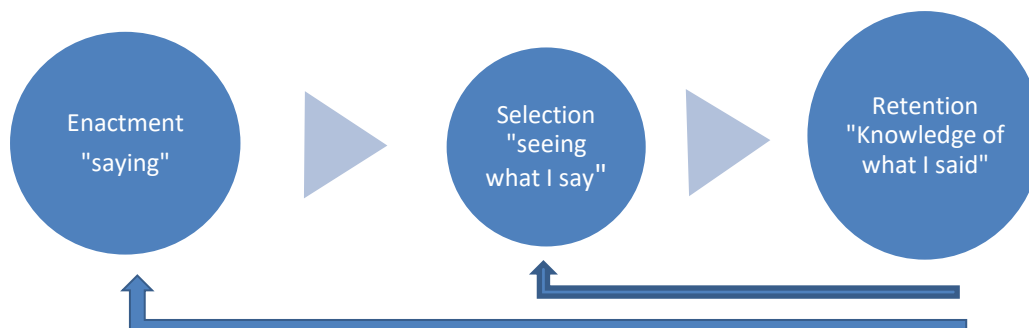 Enactment
"saying"
Selection
"seeing
what I say"
Retention
"Knowledge of
what I said"